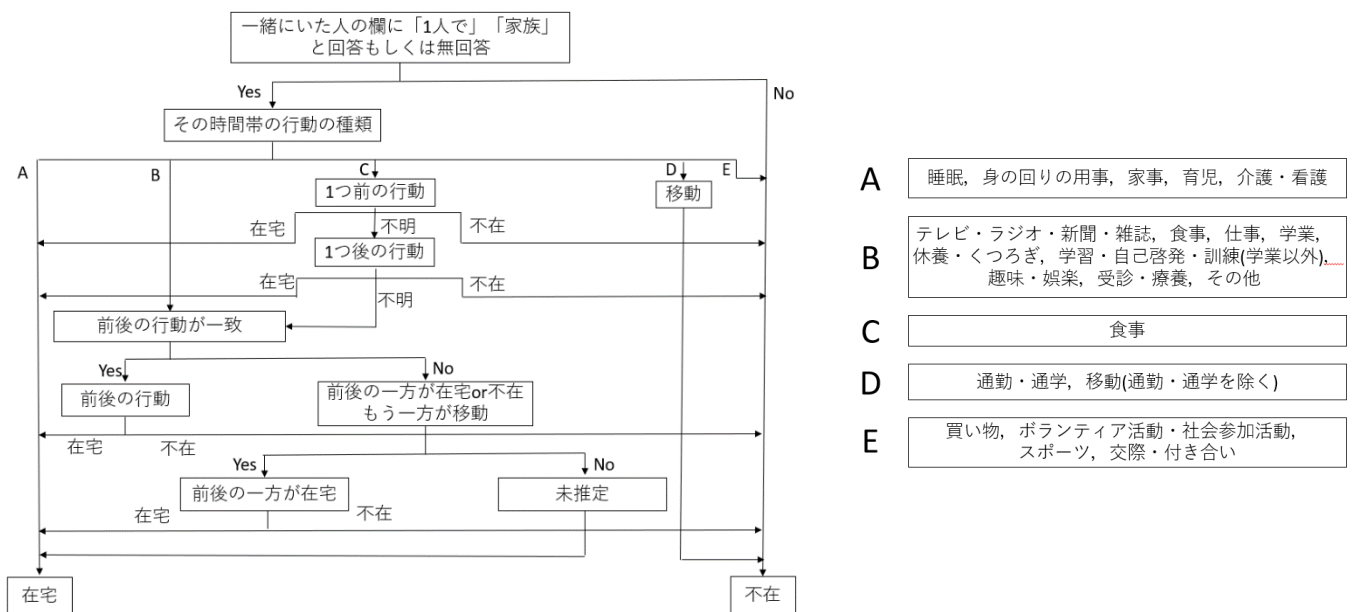 一緒にいた人の欄に「1人で」「家族」
と回答もしくは無回答
Yes
No
その時間帯の行動の種類
A
B
C
D
E
1つ前の行動
移動
在宅
不明
不在
1つ後の行動
在宅
不明
不在
前後の行動が一致
Yes
No
前後の行動
前後の一方が在宅or不在
もう一方が移動
在宅
不在
Yes
No
前後の一方が在宅
未推定
在宅
不在
在宅
不在
A
睡眠，身の回りの用事，家事，育児，介護・看護
B
テレビ・ラジオ・新聞・雑誌，食事，仕事，学業，
休養・くつろぎ，学習・自己啓発・訓練(学業以外)，
趣味・娯楽，受診・療養，その他
C
食事
D
通勤・通学，移動(通勤・通学を除く)
E
買い物，ボランティア活動・社会参加活動，
スポーツ，交際・付き合い